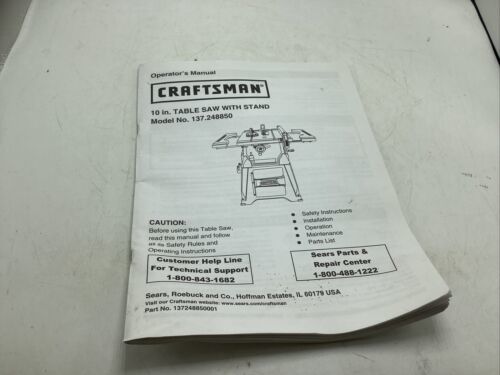 Operator's Manual
CRAFTSMAN®
10 in. TABLE SAW WITH STAND
Model No. 137.248850
CAUTION:
Before using this Table Saw,
read this manual and follow
all its Safety Rules and
Operating Instructions
● Safety Instructions
● Installation
● Operation
● Maintenance
● Parts List
Customer Help Line
For Technical Support
1-800-843-1682
Sears Parts &
Repair Center
1-800-488-1222
Sears, Roebuck and Co., Hoffman Estates, IL 60179 USA
Visit our Craftsman website: www.sears.com/craftsman
Part No. 137248850001